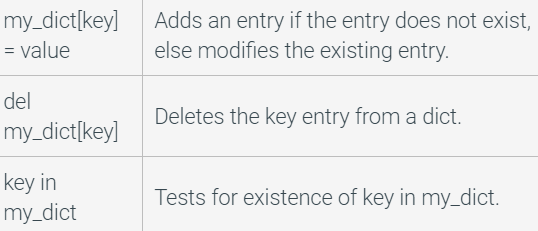 my_dict[key]
= value
Adds an entry if the entry does not exist,
else modifies the existing entry.
del
my_dict[key]
Deletes the key entry from a dict.
key in
my_dict
Tests for existence of key in my_dict.